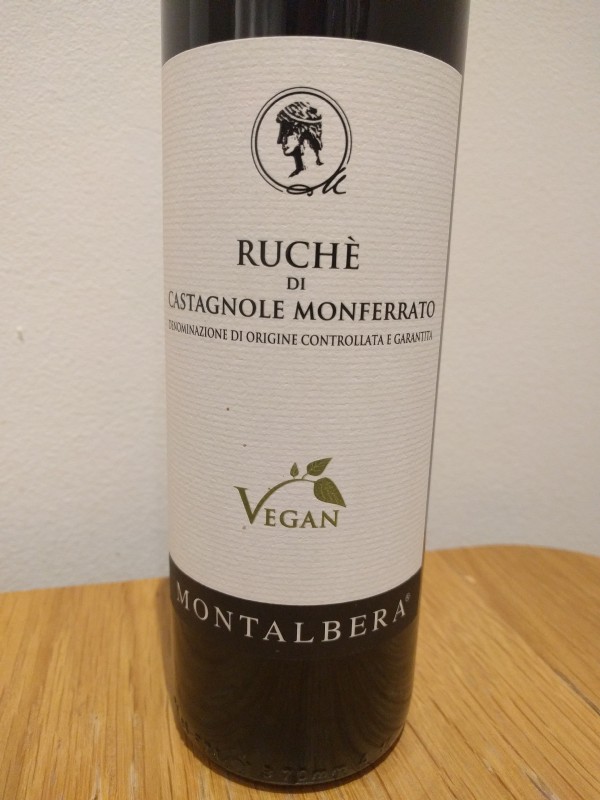 RUCHÈ
DI
CASTAGNOLE MONFERRATO
DENOMINAZIONE DI ORIGINE CONTROLLATA E GARANTITA
VEGAN
MONTALBERA®